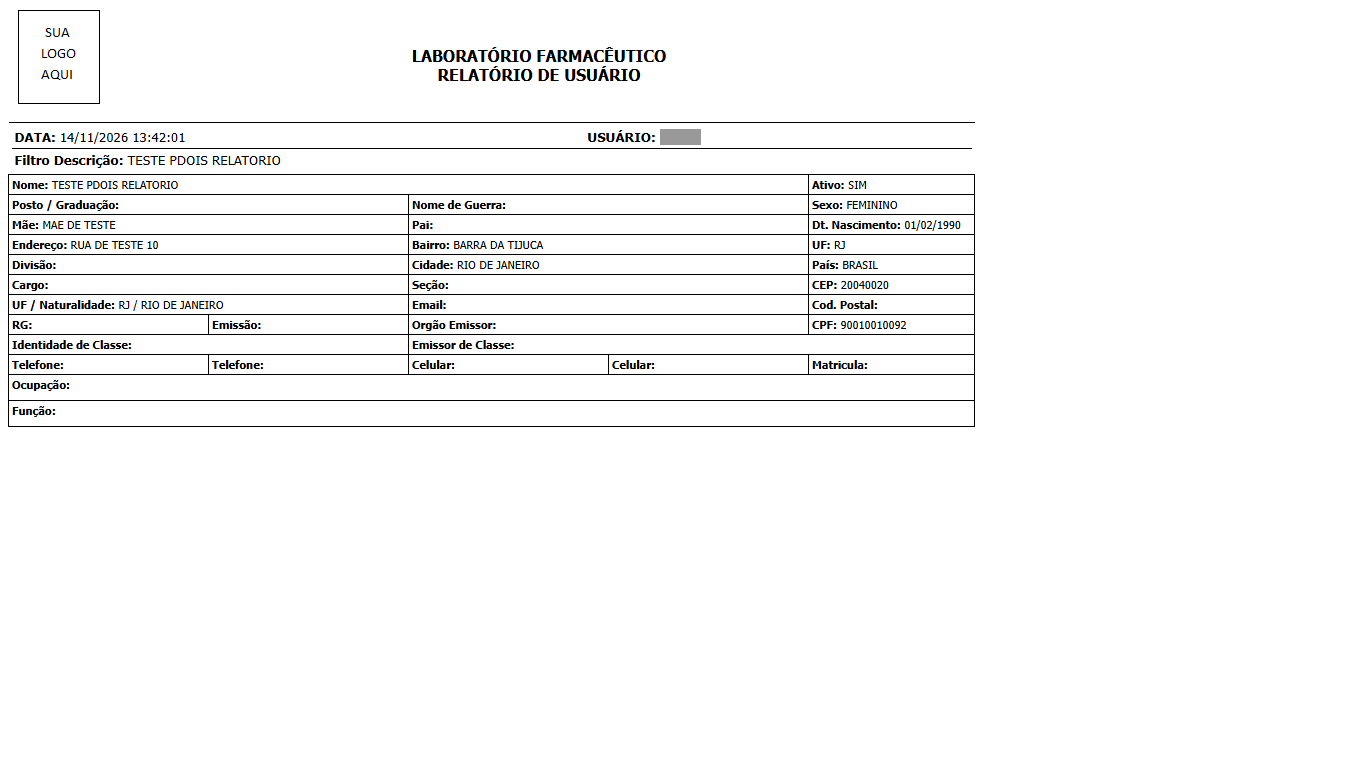 SUA
LOGO
AQUI
LABORATÓRIO FARMACÊUTICO
RELATÓRIO DE USUÁRIO
DATA: 14/11/2026 13:42:01 USUÁRIO:
Filtro Descrição: TESTE PDOIS RELATORIO
Nome: TESTE PDOIS RELATORIO Ativo: SIM
Posto / Graduação: Nome de Guerra: Sexo: FEMININO
Mãe: MAE DE TESTE Pai: Dt. Nascimento: 01/02/1990
Endereço: RUA DE TESTE 10 Bairro: BARRA DA TIJUCA UF: RJ
Divisão: Cidade: RIO DE JANEIRO País: BRASIL
Cargo: Seção: CEP: 20040020
UF / Naturalidade: RJ / RIO DE JANEIRO Email: Cod. Postal:
RG: Emissão: Orgão Emissor: CPF: 90010010092
Identidade de Classe: Emissor de Classe:
Telefone: Telefone: Celular: Celular: Matricula:
Ocupação:
Função: